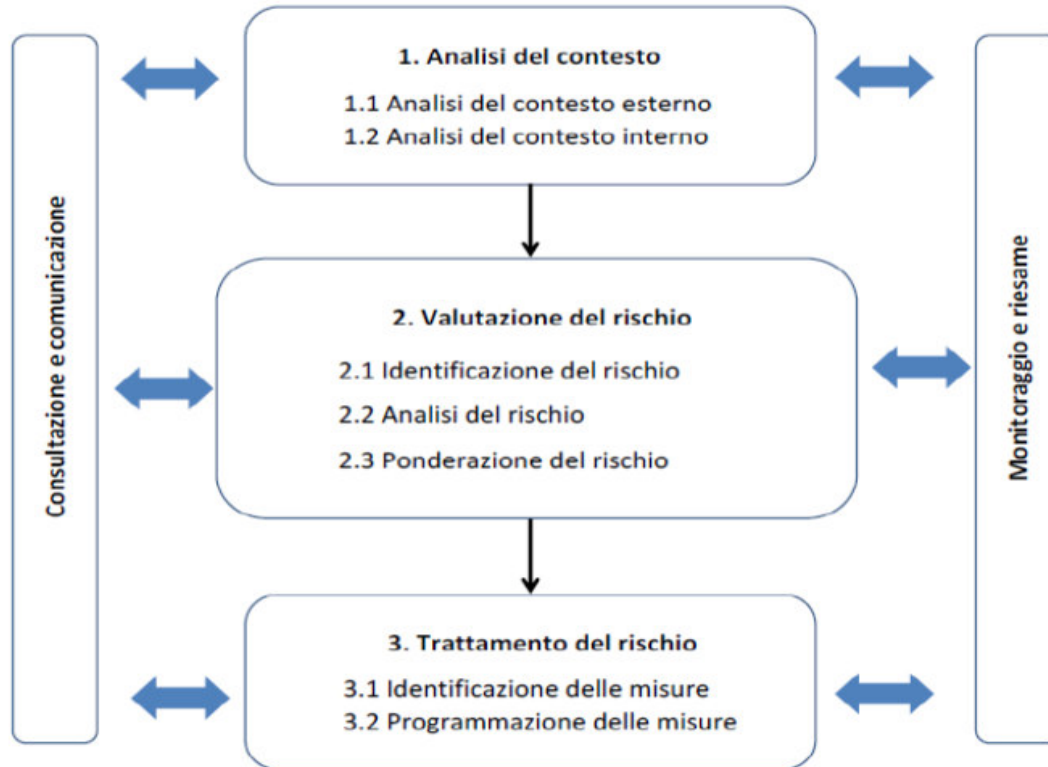 Consultazione e comunicazione
1. Analisi del contesto
1.1 Analisi del contesto esterno
1.2 Analisi del contesto interno
2. Valutazione del rischio
2.1 Identificazione del rischio
2.2 Analisi del rischio
2.3 Ponderazione del rischio
3. Trattamento del rischio
3.1 Identificazione delle misure
3.2 Programmazione delle misure
Monitoraggio e riesame